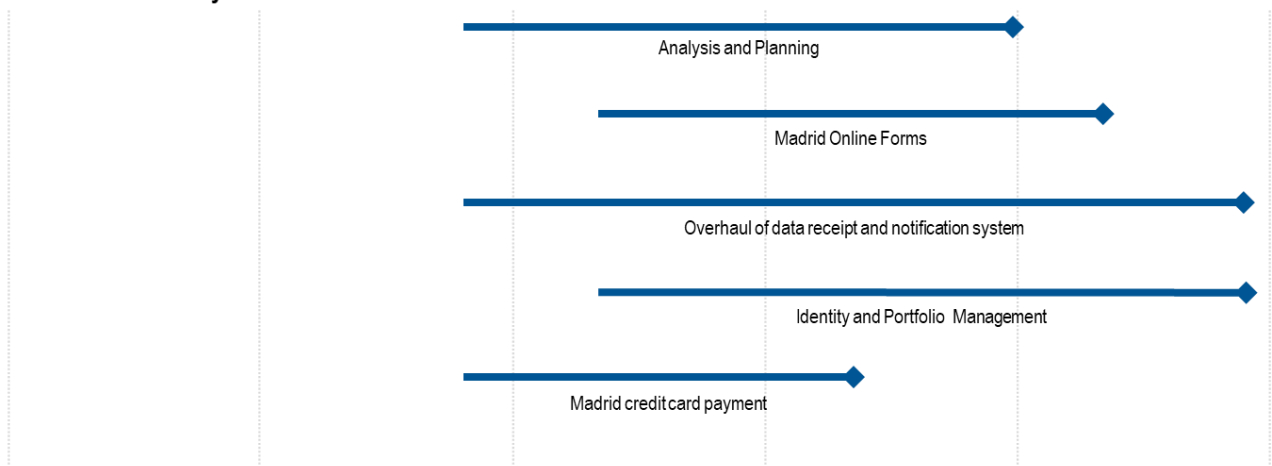 Analysis and Planning
Madrid Online Forms
Overhaul of data receipt and notification system
Identity and Portfolio Management
Madrid credit card payment